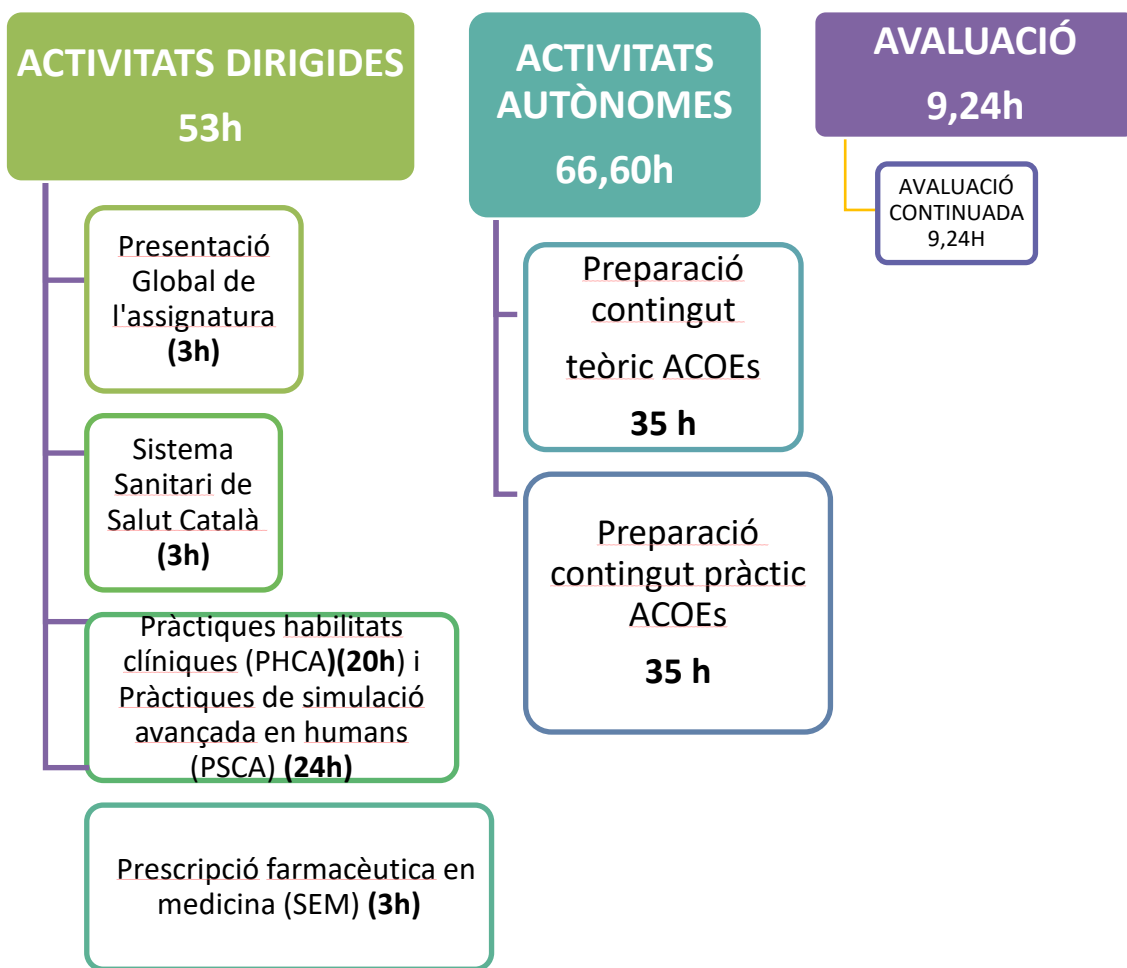 ACTIVITATS DIRIGIDES
53h
Presentació
Global de
l'assignatura
(3h)
Sistema
Sanitari de
Salut Català
(3h)
Pràctiques habilitats
clíniques (PHCA)(20h) i
Pràctiques de simulació
avançada en humans
(PSCA) (24h)
Prescripció farmacèutica en
medicina (SEM) (3h)
ACTIVITATS
AUTÒNOMES
66,60h
Preparació
contingut
teòric ACOEs
35 h
Preparació
contingut pràctic
ACOEs
35 h
AVALUACIÓ
9,24h
AVALUACIÓ
CONTINUADA
9,24H